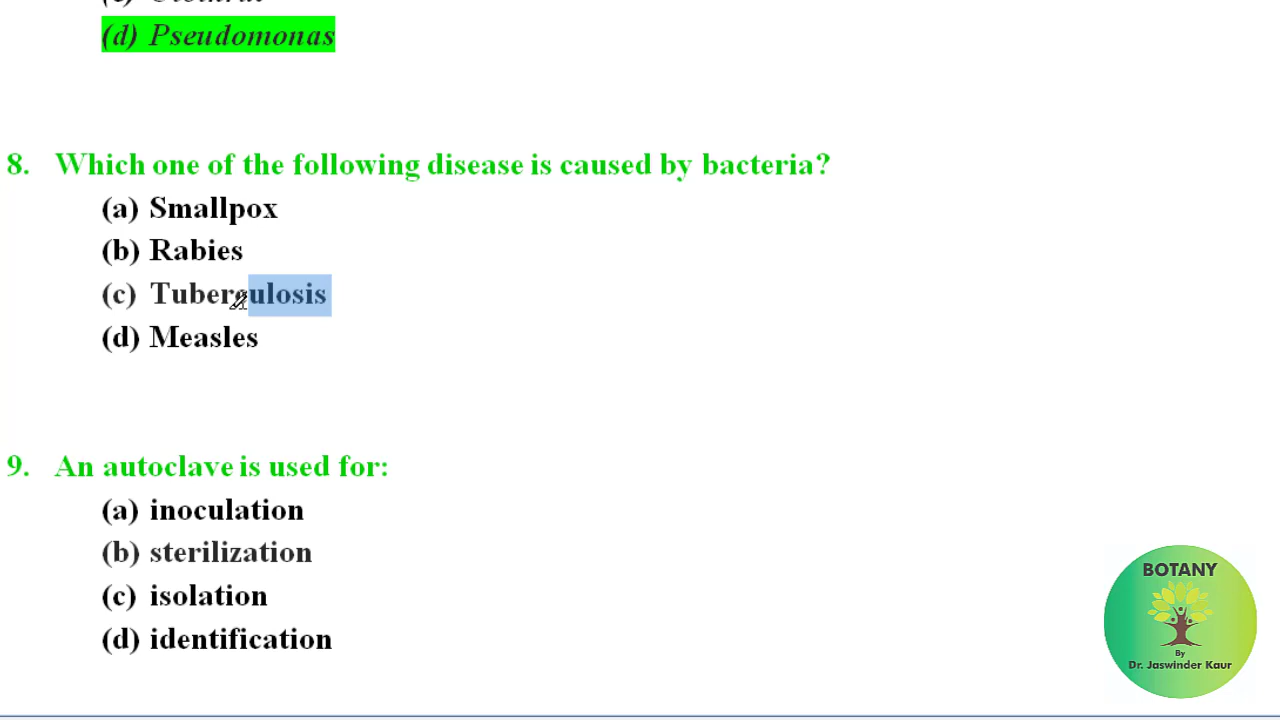 (d) Pseudomonas
8. Which one of the following disease is caused by bacteria?
(a) Smallpox
(b) Rabies
(c) Tuberculosis
(d) Measles
9. An autoclave is used for:
(a) inoculation
(b) sterilization
(c) isolation
(d) identification
BOTANY
By
Dr. Jaswinder Kaur